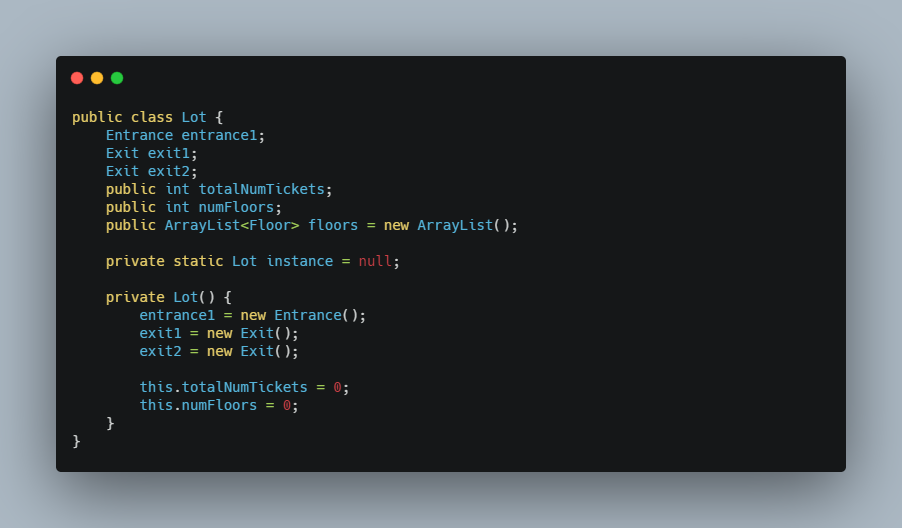 public class Lot {
    Entrance entrance1;
    Exit exit1;
    Exit exit2;
    public int totalNumTickets;
    public int numFloors;
    public ArrayList<Floor> floors = new ArrayList();

    private static Lot instance = null;

    private Lot() {
        entrance1 = new Entrance();
        exit1 = new Exit();
        exit2 = new Exit();

        this.totalNumTickets = 0;
        this.numFloors = 0;
    }
}